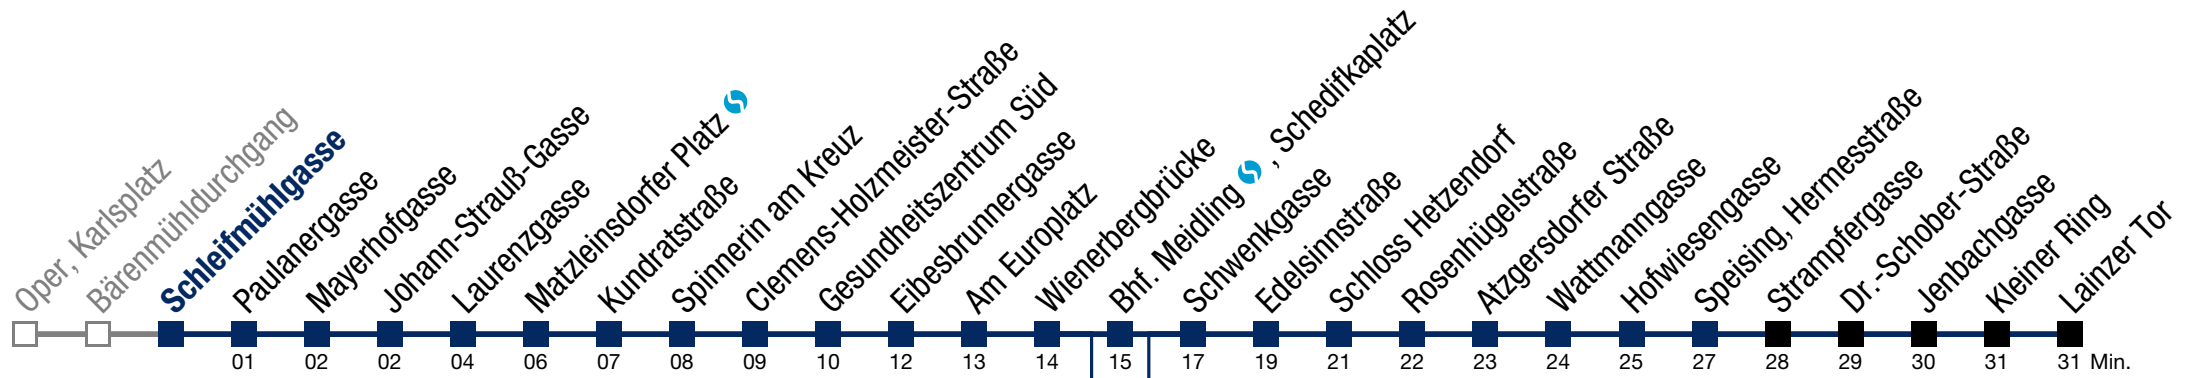 Oper, Karlsplatz
Bärenmühldurchgang
Schleifmühlgasse
Paulanergasse
Mayerhofgasse
Johann-Strauß-Gasse
Laurenzgasse
Matzleinsdorfer Platz
Kundratstraße
Spinnerin am Kreuz
Clemens-Holzmeister-Straße
Gesundheitszentrum Süd
Eibesbrunnergasse
Am Europlatz
Wienerbergbrücke
Bhf. Meidling , Schedifkaplatz
Schwenkgasse
Edelsinnstraße
Schloss Hetzendorf
Rosenhügelstraße
Atzgersdorfer Straße
Wattmanngasse
Hofwiesengasse
Speising, Hermesstraße
Strampfergasse
Dr.-Schober-Straße
Jenbachgasse
Kleiner Ring
Lainzer Tor
01 02 02 04 06 07 08 09 10 12 13 14 15 17 19 21 22 23 24 25 27 28 29 30 31 31 Min.